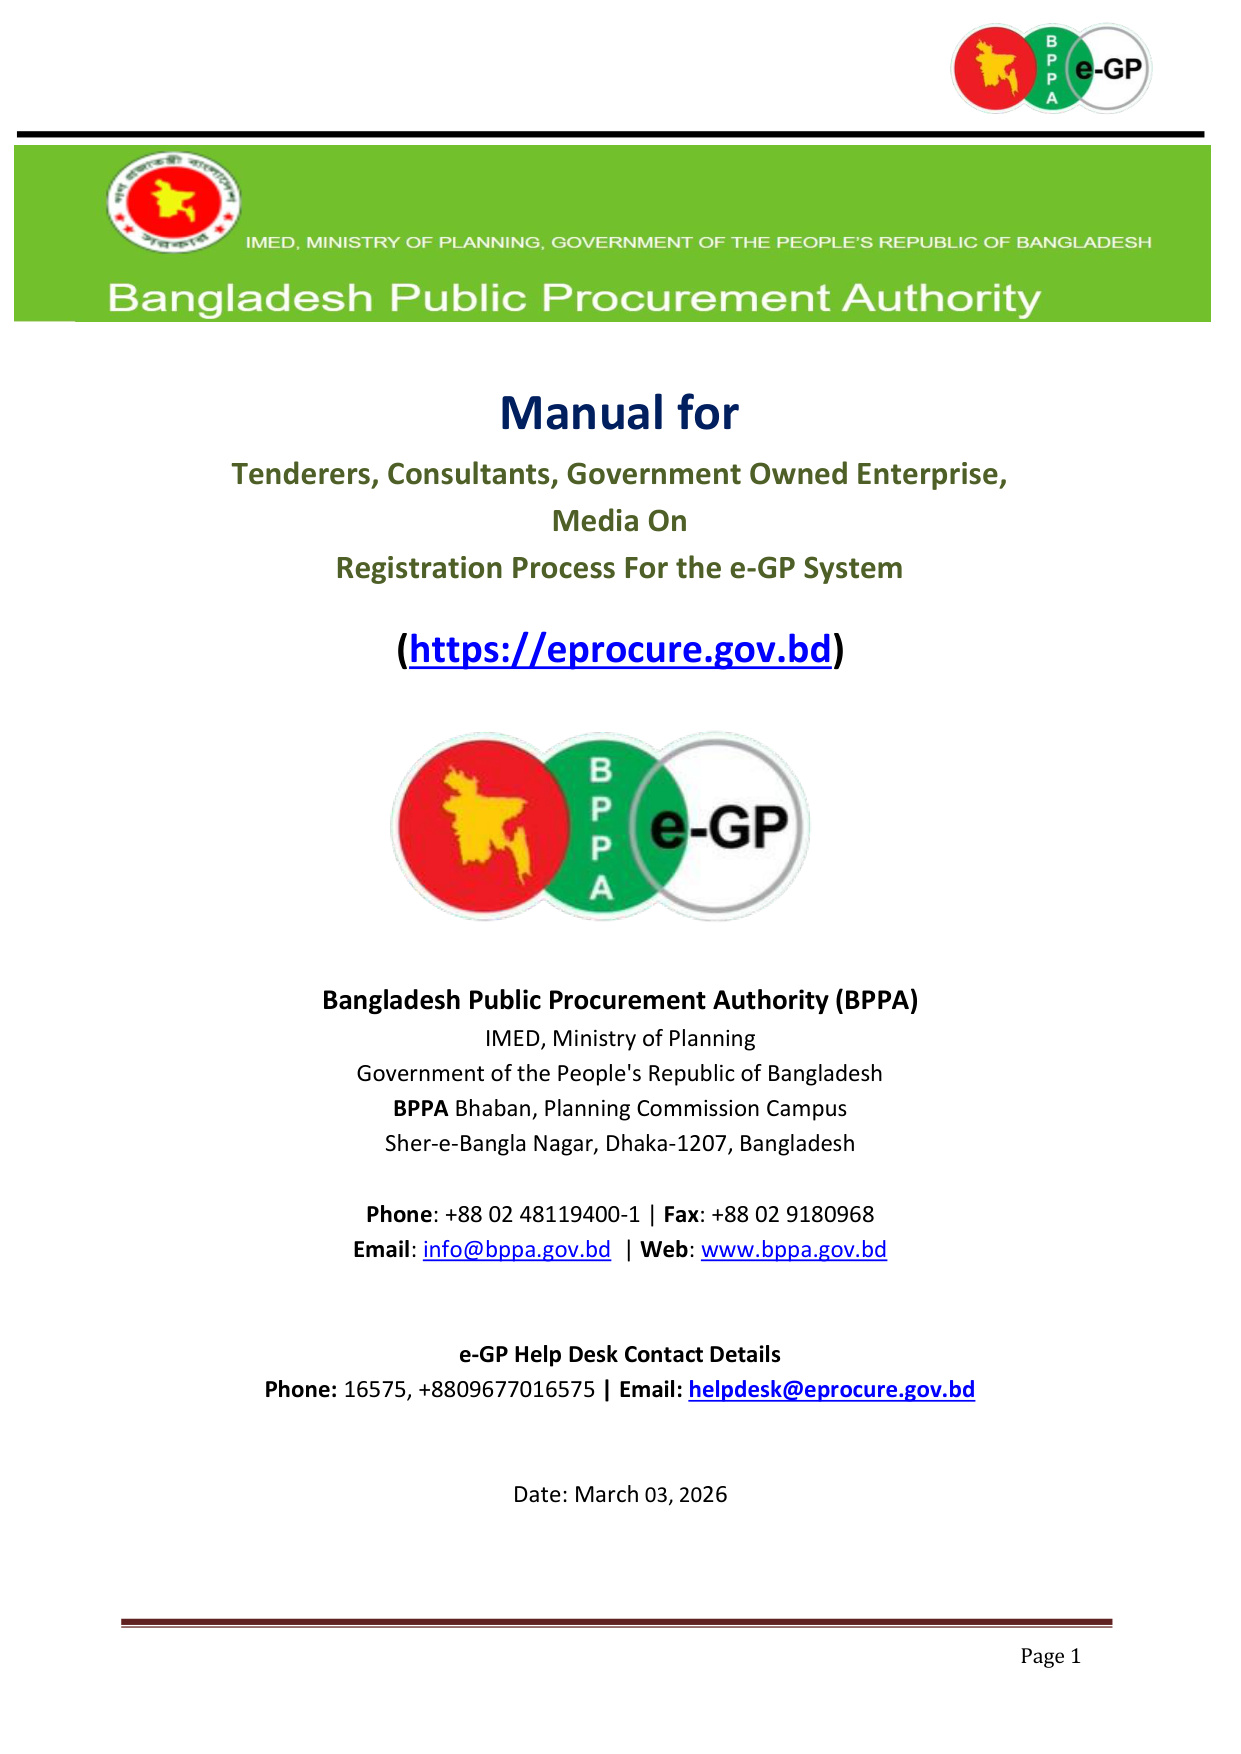 B
P
P
A
e-GP
গণপ্রজাতন্ত্রী বাংলাদেশ
সরকার
IMED, MINISTRY OF PLANNING, GOVERNMENT OF THE PEOPLE'S REPUBLIC OF BANGLADESH
Bangladesh Public Procurement Authority
Manual for
Tenderers, Consultants, Government Owned Enterprise,
Media On
Registration Process For the e-GP System
(https://eprocure.gov.bd)
B
P
P
A
e-GP
Bangladesh Public Procurement Authority (BPPA)
IMED, Ministry of Planning
Government of the People's Republic of Bangladesh
BPPA Bhaban, Planning Commission Campus
Sher-e-Bangla Nagar, Dhaka-1207, Bangladesh
Phone: +88 02 48119400-1 | Fax: +88 02 9180968
Email: info@bppa.gov.bd | Web: www.bppa.gov.bd
e-GP Help Desk Contact Details
Phone: 16575, +8809677016575 | Email: helpdesk@eprocure.gov.bd
Date: March 03, 2026
Page 1